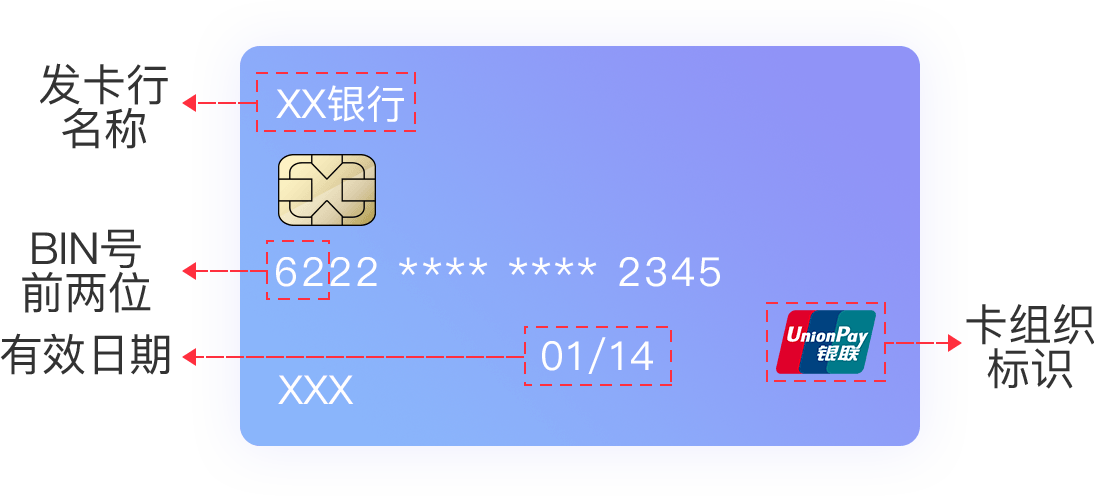 发卡行
名称
XX银行
BIN号
前两位
6222 **** **** 2345
有效日期
01/14
XXX
UnionPay
银联
卡组织
标识